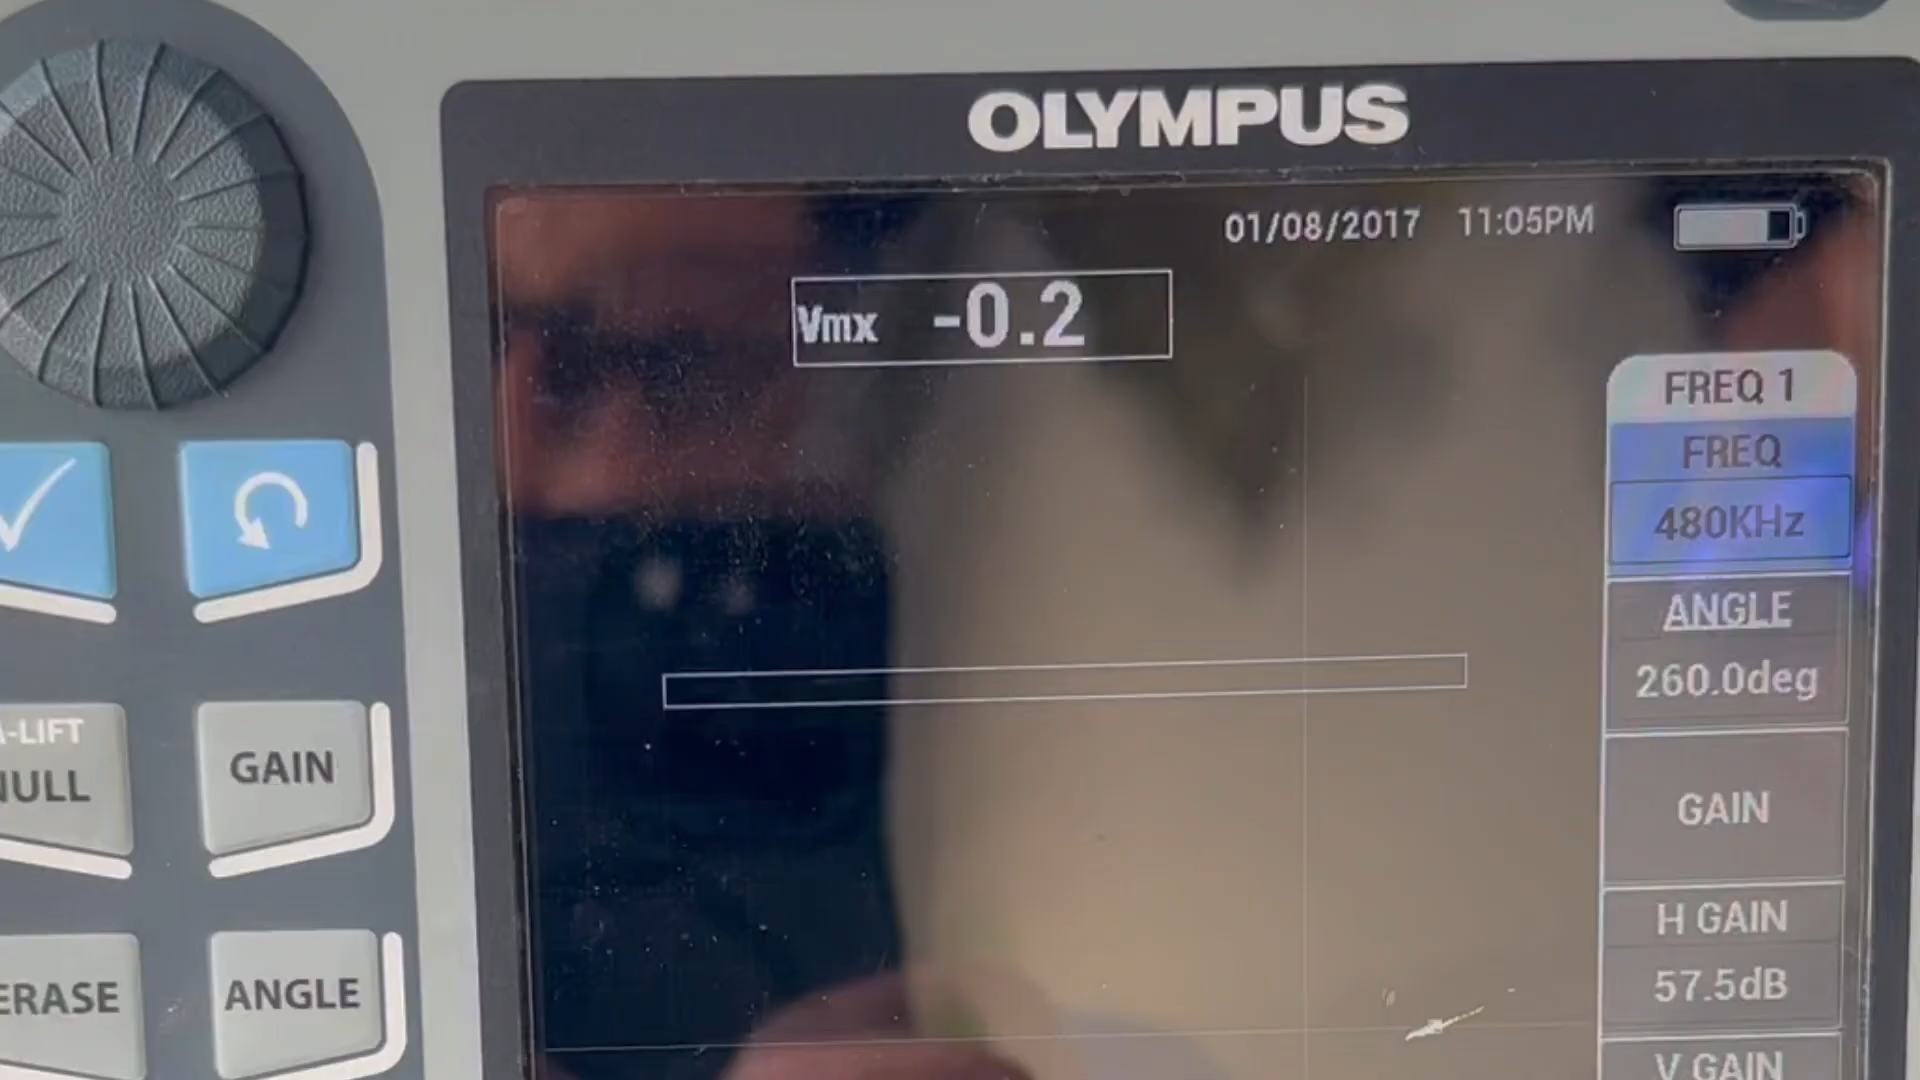 OLYMPUS
01/08/2017 11:05PM
Vmx -0.2
FREQ 1
FREQ
480KHz
ANGLE
260.0deg
GAIN
H GAIN
57.5dB
V GAIN
A-LIFT
NULL
GAIN
ERASE
ANGLE